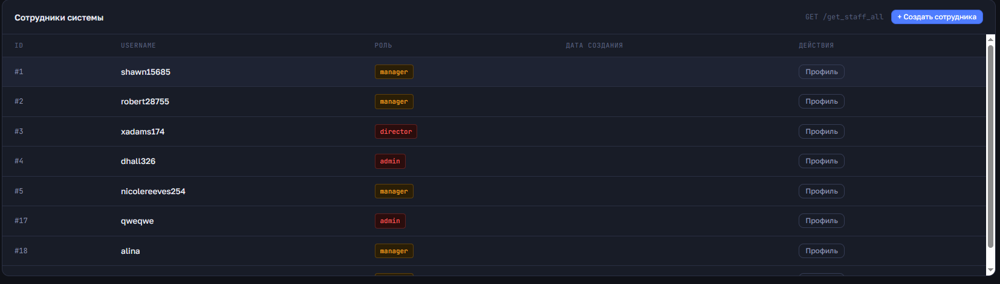 Сотрудники системы GET /get_staff_all + Создать сотрудника
ID USERNAME РОЛЬ ДАТА СОЗДАНИЯ ДЕЙСТВИЯ
#1 shawn15685 manager Профиль
#2 robert28755 manager Профиль
#3 xadams174 director Профиль
#4 dhall326 admin Профиль
#5 nicolereeves254 manager Профиль
#17 qweqwe admin Профиль
#18 alina manager Профиль